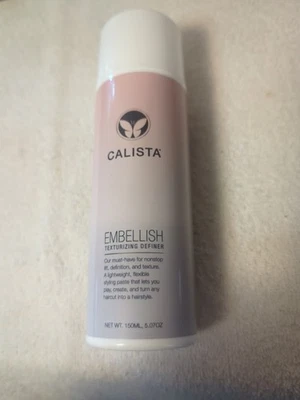 CALISTA
EMBELLISH
TEXTURIZING DEFINER
Our must-have for nonstop
lift, definition, and texture.
A lightweight, flexible
styling paste that lets you
play, create, and turn any
haircut into a hairstyle.
NET WT. 150ML, 5.07OZ